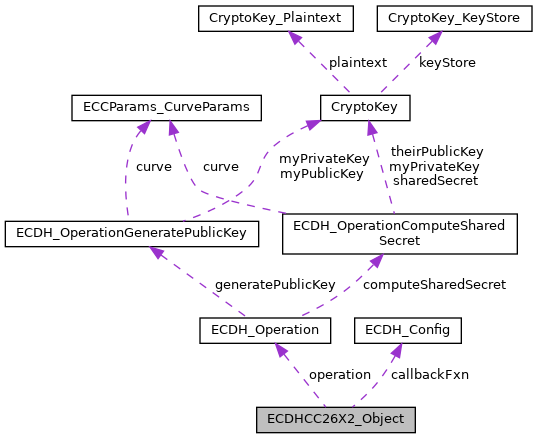 CryptoKey_Plaintext
CryptoKey_KeyStore
plaintext
keyStore
ECCParams_CurveParams
CryptoKey
curve
curve
myPrivateKey
myPublicKey
theirPublicKey
myPrivateKey
sharedSecret
ECDH_OperationGeneratePublicKey
ECDH_OperationComputeShared
Secret
generatePublicKey
computeSharedSecret
ECDH_Operation
ECDH_Config
operation
callbackFxn
ECDHCC26X2_Object